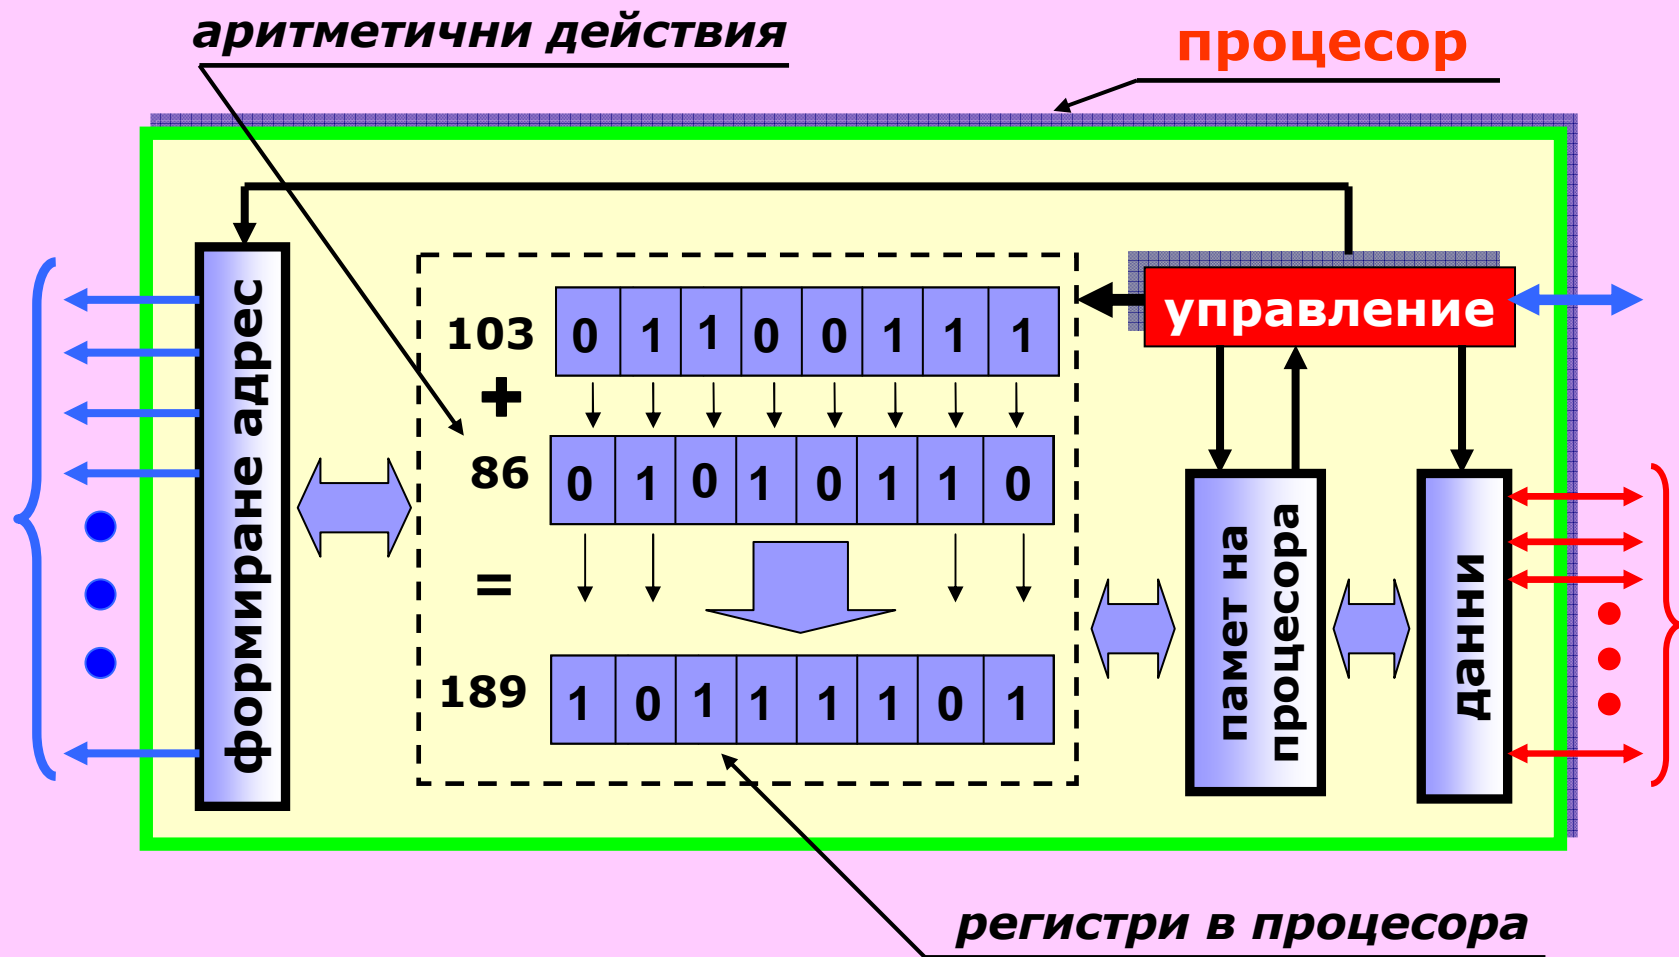 аритметични действия
процесор
управление
формиране адрес
103 0 1 1 0 0 1 1 1
+
86 0 1 0 1 0 1 1 0
=
189 1 0 1 1 1 1 0 1
памет на
процесора
данни
регистри в процесора